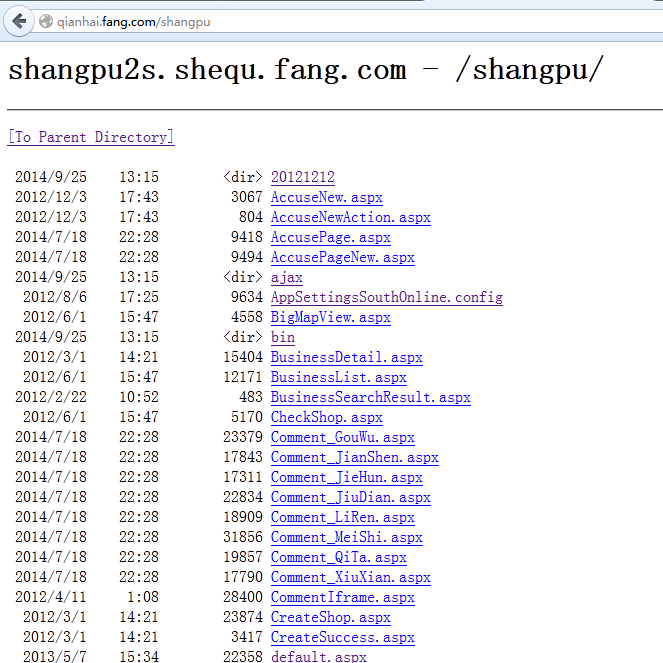 qianhai.fang.com/shangpu
shangpu2s.shequ.fang.com - /shangpu/
[To Parent Directory]
2014/9/25 13:15 <dir> 20121212
2012/12/3 17:43 3067 AccuseNew.aspx
2012/12/3 17:43 804 AccuseNewAction.aspx
2014/7/18 22:28 9418 AccusePage.aspx
2014/7/18 22:28 9494 AccusePageNew.aspx
2014/9/25 13:15 <dir> ajax
2012/8/6 17:25 9634 AppSettingsSouthOnline.config
2012/6/1 15:47 4558 BigMapView.aspx
2014/9/25 13:15 <dir> bin
2012/3/1 14:21 15404 BusinessDetail.aspx
2012/6/1 15:47 12171 BusinessList.aspx
2012/2/22 10:52 483 BusinessSearchResult.aspx
2012/6/1 15:47 5170 CheckShop.aspx
2014/7/18 22:28 23379 Comment_GouWu.aspx
2014/7/18 22:28 17843 Comment_JianShen.aspx
2014/7/18 22:28 17311 Comment_JieHun.aspx
2014/7/18 22:28 22834 Comment_JiuDian.aspx
2014/7/18 22:28 18909 Comment_LiRen.aspx
2014/7/18 22:28 31856 Comment_MeiShi.aspx
2014/7/18 22:28 19857 Comment_QiTa.aspx
2014/7/18 22:28 17790 Comment_XiuXian.aspx
2012/4/11 1:08 28400 CommentIframe.aspx
2012/3/1 14:21 23874 CreateShop.aspx
2012/3/1 14:21 3417 CreateSuccess.aspx
2013/5/7 15:34 22358 default.aspx